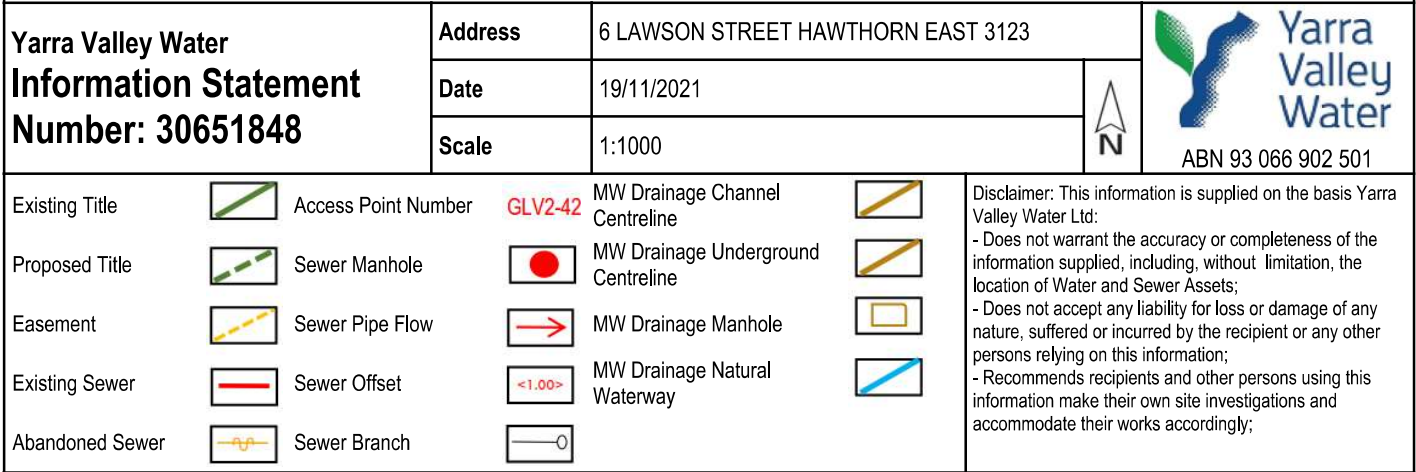 Yarra Valley Water
Information Statement
Number: 30651848
Address
6 LAWSON STREET HAWTHORN EAST 3123
Date
19/11/2021
Scale
1:1000
N
Yarra
Valley
Water
ABN 93 066 902 501
Existing Title
Proposed Title
Easement
Existing Sewer
Abandoned Sewer
Access Point Number
GLV2-42
Sewer Manhole
Sewer Pipe Flow
Sewer Offset
<1.00>
Sewer Branch
MW Drainage Channel
Centreline
MW Drainage Underground
Centreline
MW Drainage Manhole
MW Drainage Natural
Waterway
Disclaimer: This information is supplied on the basis Yarra
Valley Water Ltd:
- Does not warrant the accuracy or completeness of the
information supplied, including, without limitation, the
location of Water and Sewer Assets;
- Does not accept any liability for loss or damage of any
nature, suffered or incurred by the recipient or any other
persons relying on this information;
- Recommends recipients and other persons using this
information make their own site investigations and
accommodate their works accordingly;